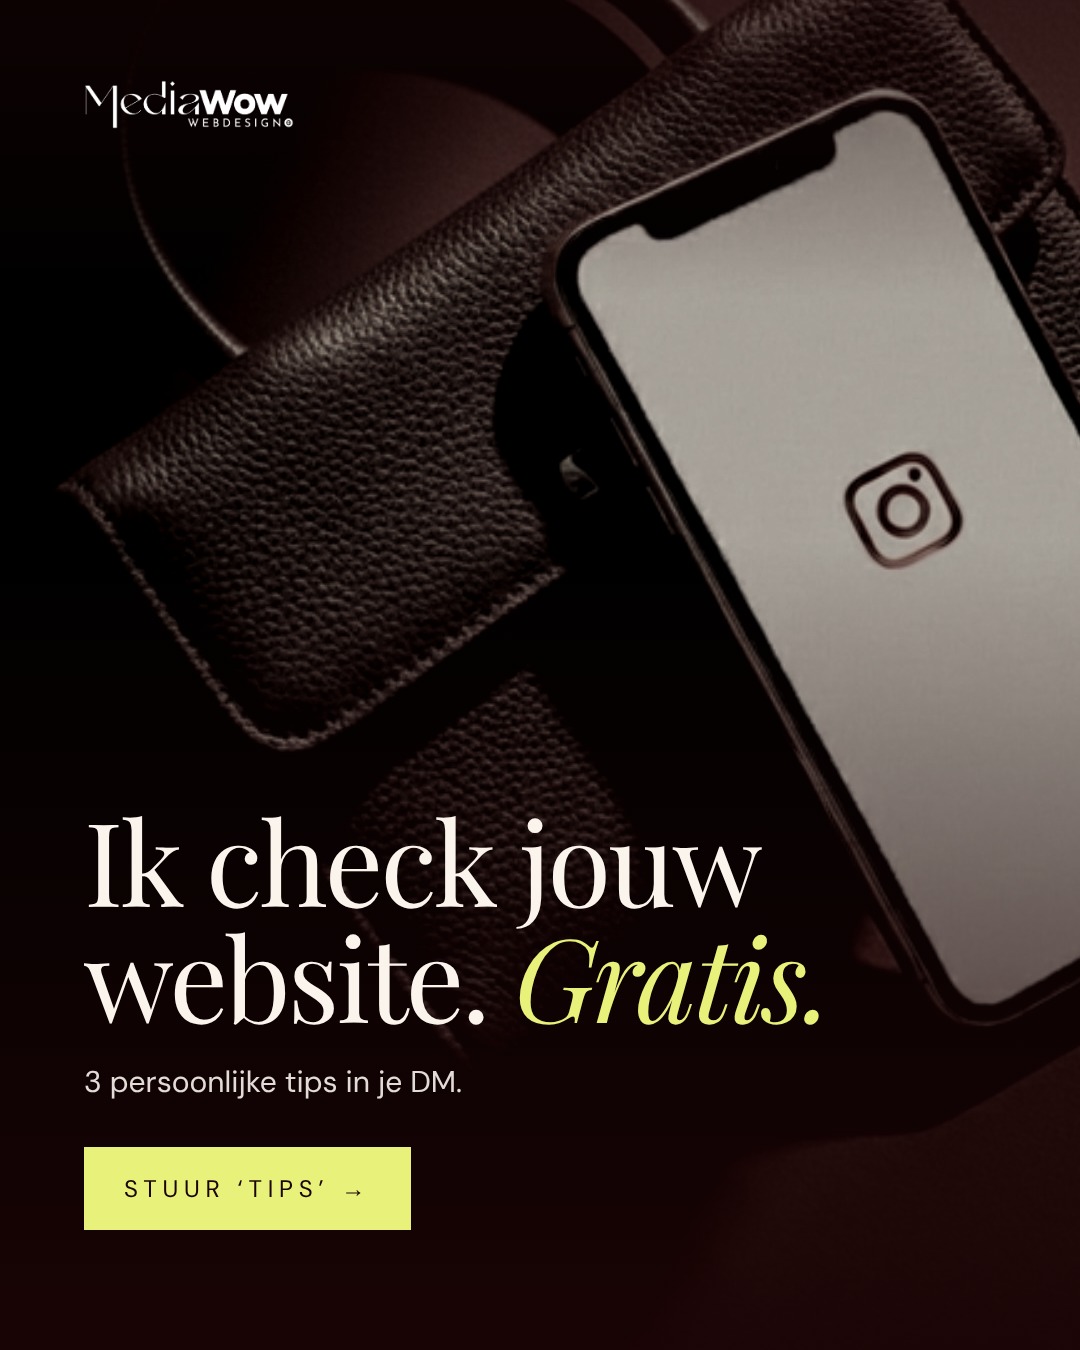 MediaWow
WEBDESIGN
Ik check jouw
website. Gratis.
3 persoonlijke tips in je DM.
STUUR ‘TIPS’ →